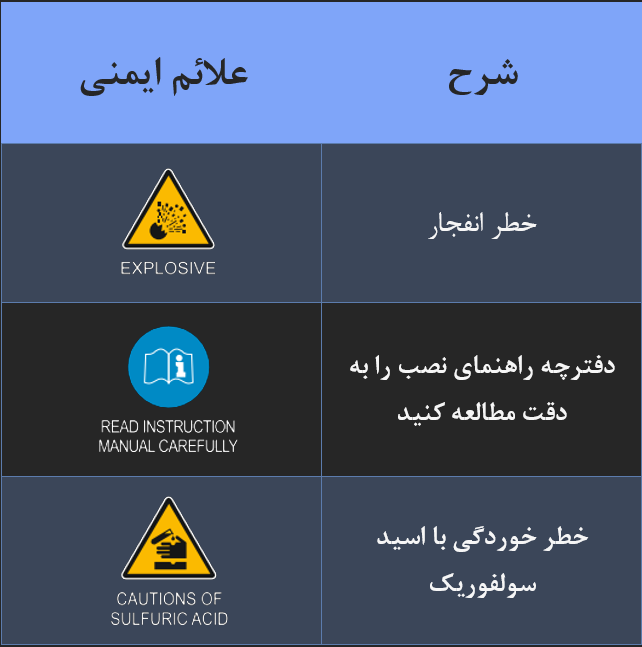 شرح
علائم ایمنی
خطر انفجار
EXPLOSIVE
دفترچه راهنمای نصب را به
دقت مطالعه کنید
READ INSTRUCTION
MANUAL CAREFULLY
خطر خوردگی با اسید
سولفوریک
CAUTIONS OF
SULFURIC ACID